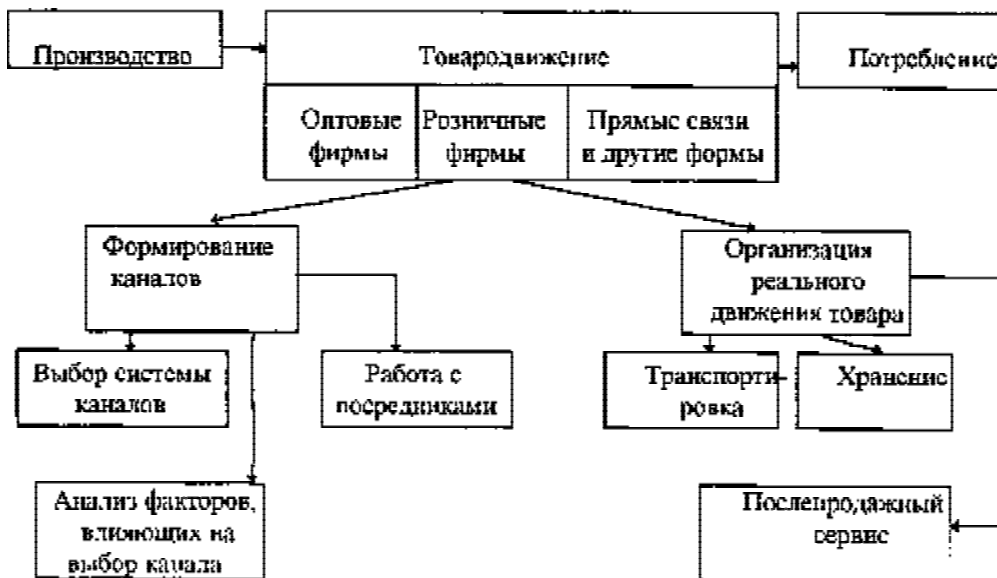 Производство
Товародвижение
Потребление
Оптовые
фирмы
Розничные
фирмы
Прямые связи
и другие формы
Формирование
каналов
Организация
реального
движения товара
Выбор системы
каналов
Работа с
посредниками
Транспорти-
ровка
Хранение
Анализ факторов,
влияющих на
выбор канала
Послепродажный
сервис